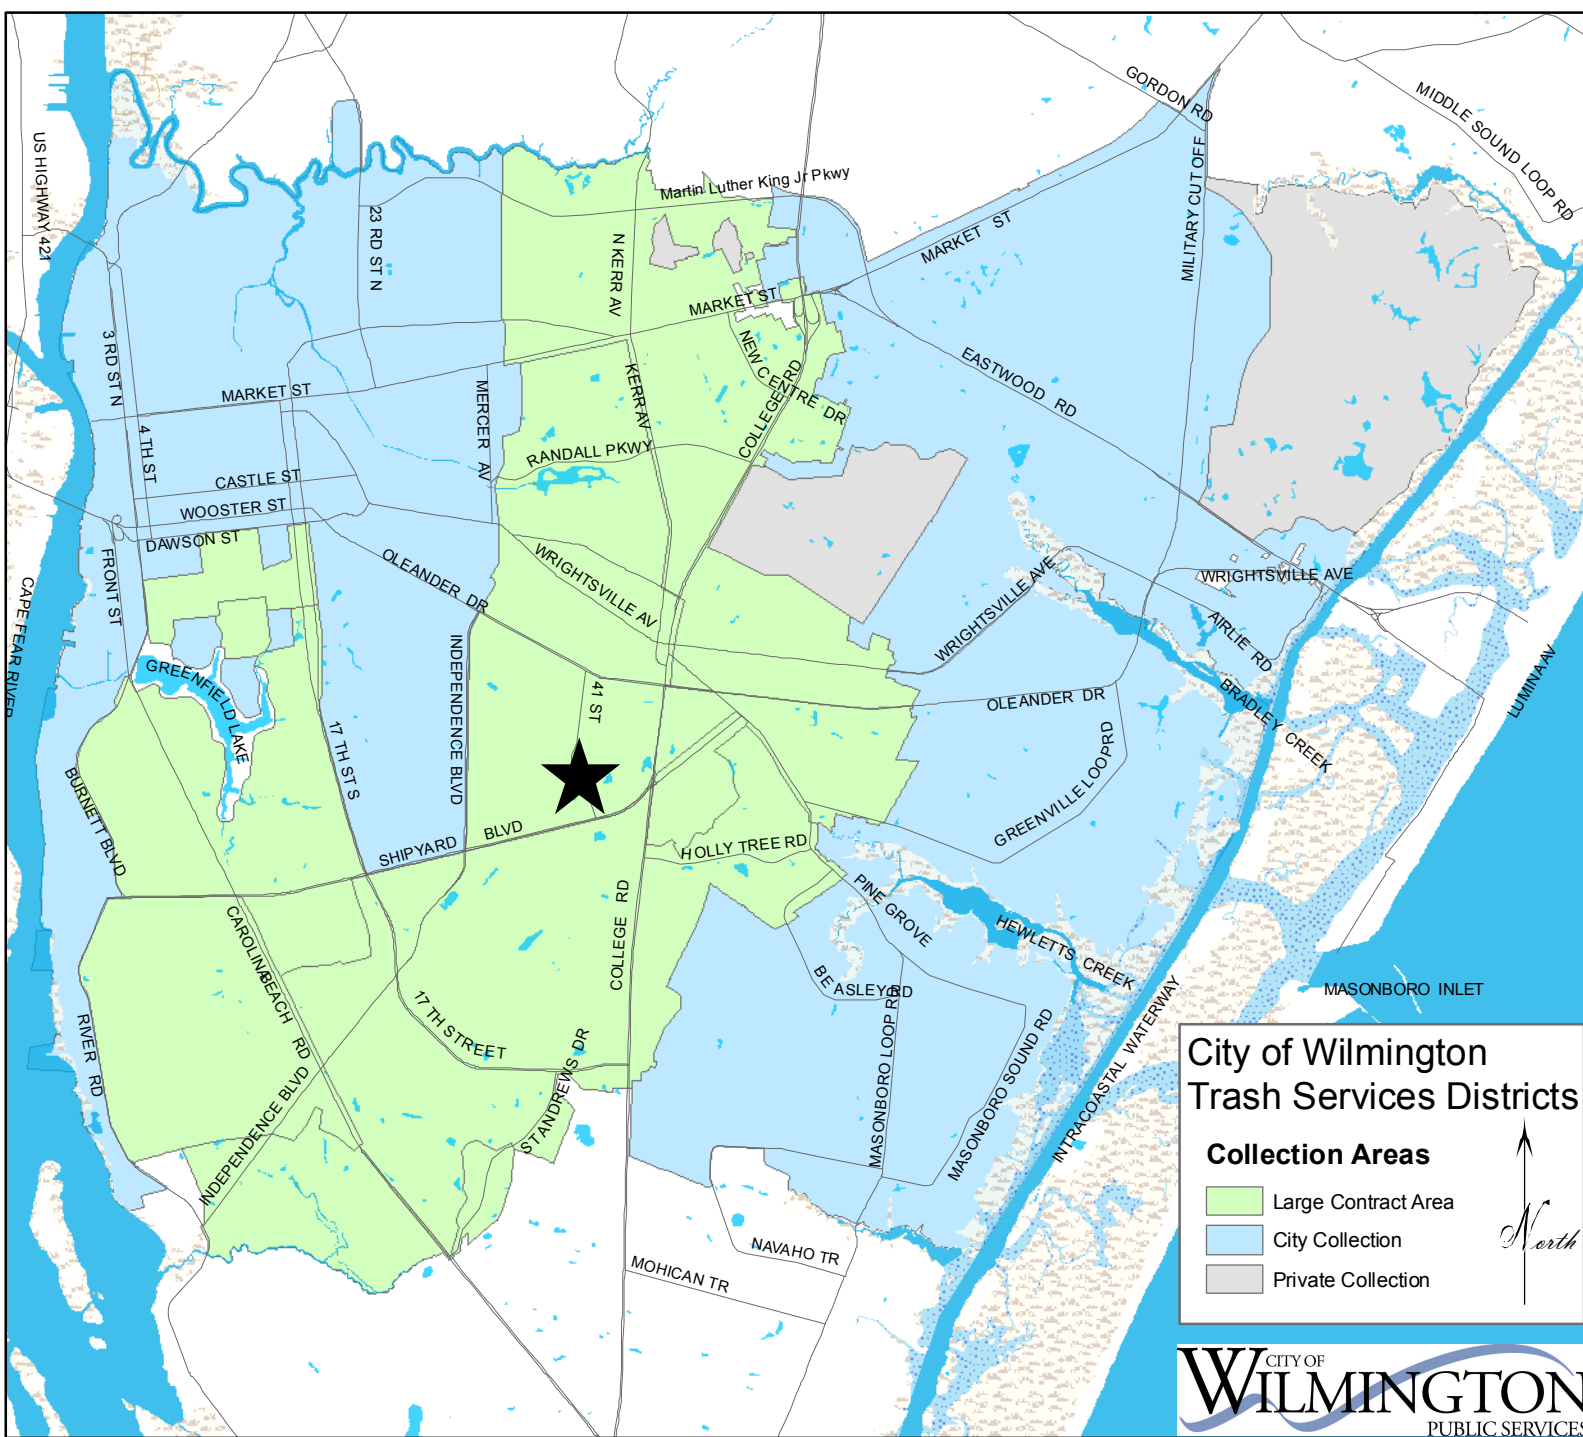 GORDON RD
MIDDLE SOUND LOOP RD
US HIGHWAY 421
MILITARY CUT OFF
Martin Luther King Jr Pkwy
23 RD ST N
N KERR AV
MARKET ST
MARKET ST
3 RD ST N
NEW CENTRE DR
EASTWOOD RD
MARKET ST
MERCER AV
KERR AV
COLLEGE RD
4 TH ST
RANDALL PKWY
CASTLE ST
WOOSTER ST
DAWSON ST
FRONT ST
OLEANDER DR
WRIGHTSVILLE AV
WRIGHTSVILLE AVE
WRIGHTSVILLE AVE
CAPE FEAR RIVER
AIRLIE RD
INDEPENDENCE BLVD
GREENFIELD LAKE
41 ST
OLEANDER DR
BRADLEY CREEK
LUMINA AV
17 TH ST S
BURNETT BLVD
GREENVILLE LOOP RD
SHIPYARD BLVD
HOLLY TREE RD
PINE GROVE
HEWLETTS CREEK
CAROLINA BEACH RD
COLLEGE RD
BEASLEY RD
MASONBORO INLET
17 TH STREET
RIVER RD
MASONBORO LOOP RD
MASONBORO SOUND RD
INTRACOASTAL WATERWAY
ST ANDREWS DR
INDEPENDENCE BLVD
NAVAHO TR
MOHICAN TR
City of Wilmington
Trash Services Districts
Collection Areas
Large Contract Area
City Collection
Private Collection
North
CITY OF
WILMINGTON
PUBLIC SERVICES